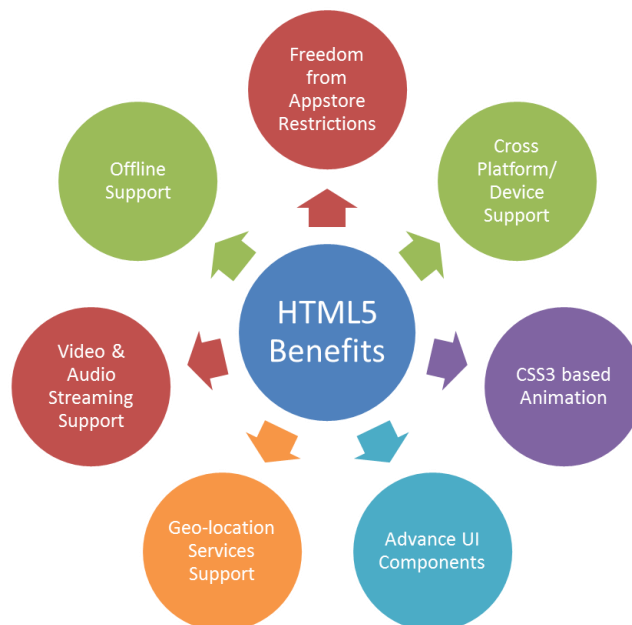 Freedom
from
Appstore
Restrictions
Cross
Platform/
Device
Support
CSS3 based
Animation
Advance UI
Components
Geo-location
Services
Support
Video &
Audio
Streaming
Support
Offline
Support
HTML5
Benefits